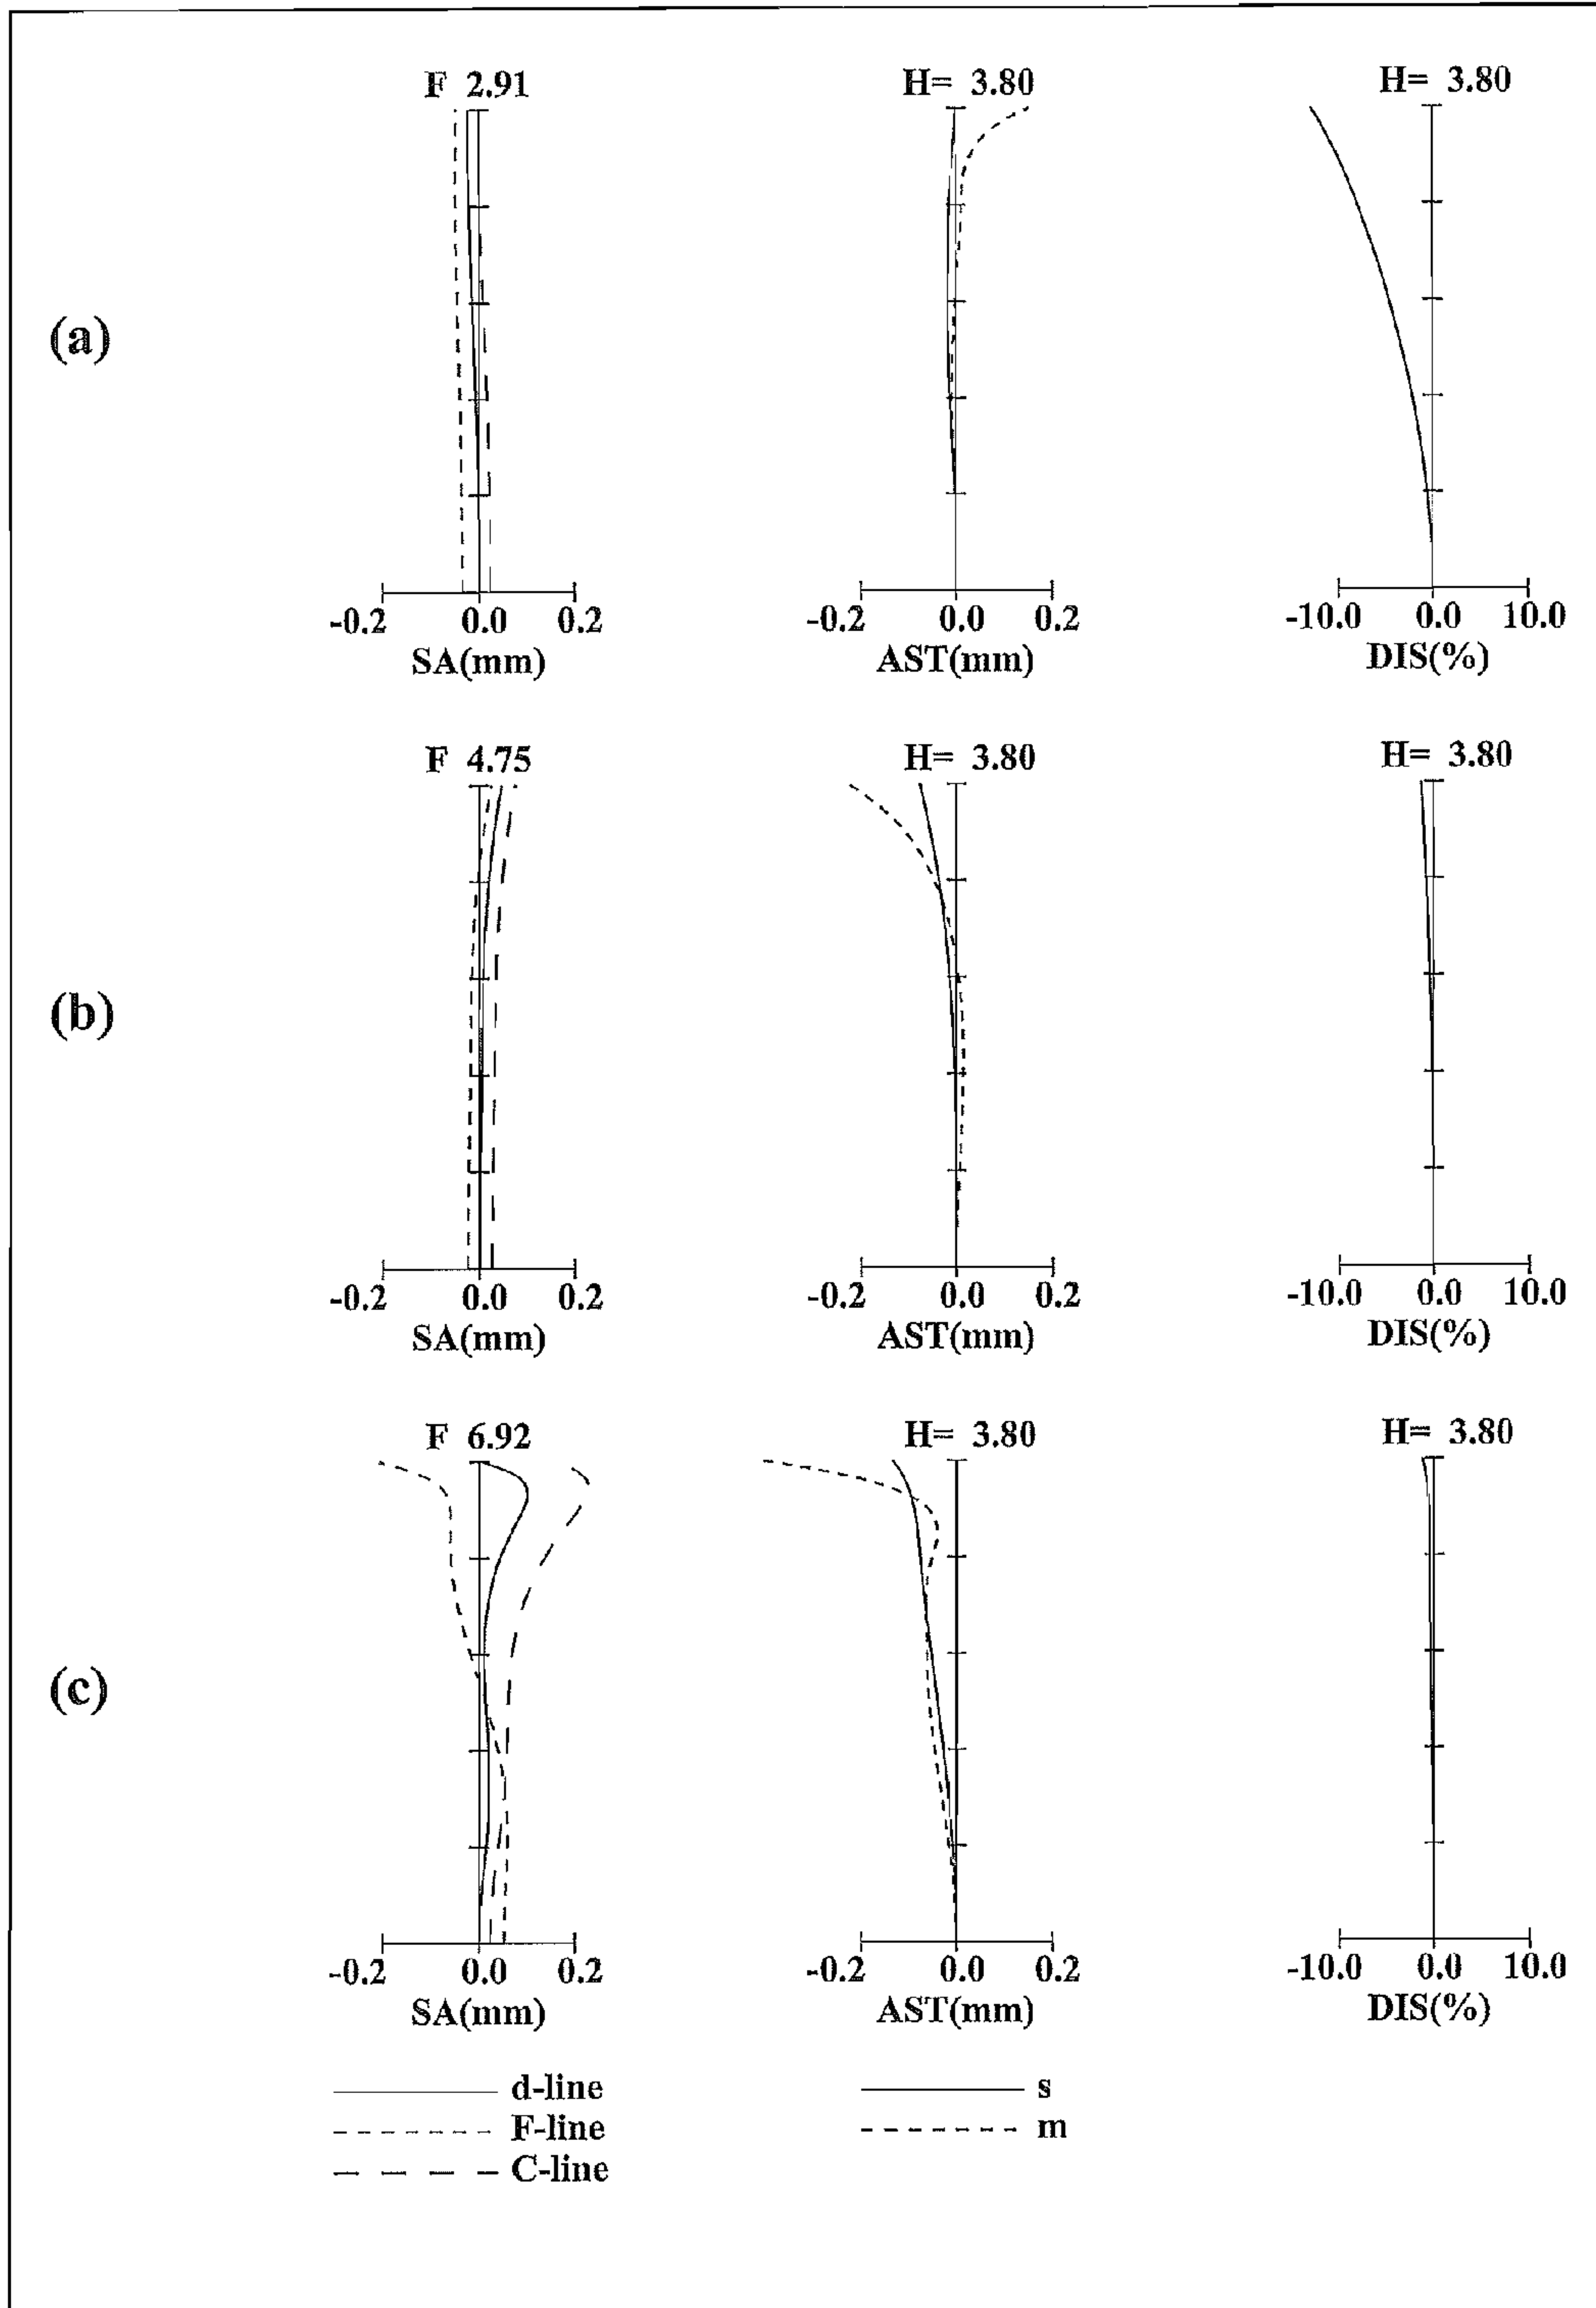 F 2.91 H= 3.80 H= 3.80
(a)
-0.2 0.0 0.2 -0.2 0.0 0.2 -10.0 0.0 10.0
SA(mm) AST(mm) DIS(%)
F 4.75 H= 3.80 H= 3.80
(b)
-0.2 0.0 0.2 -0.2 0.0 0.2 -10.0 0.0 10.0
SA(mm) AST(mm) DIS(%)
F 6.92 H= 3.80 H= 3.80
(c)
-0.2 0.0 0.2 -0.2 0.0 0.2 -10.0 0.0 10.0
SA(mm) AST(mm) DIS(%)
d-line s
F-line m
C-line